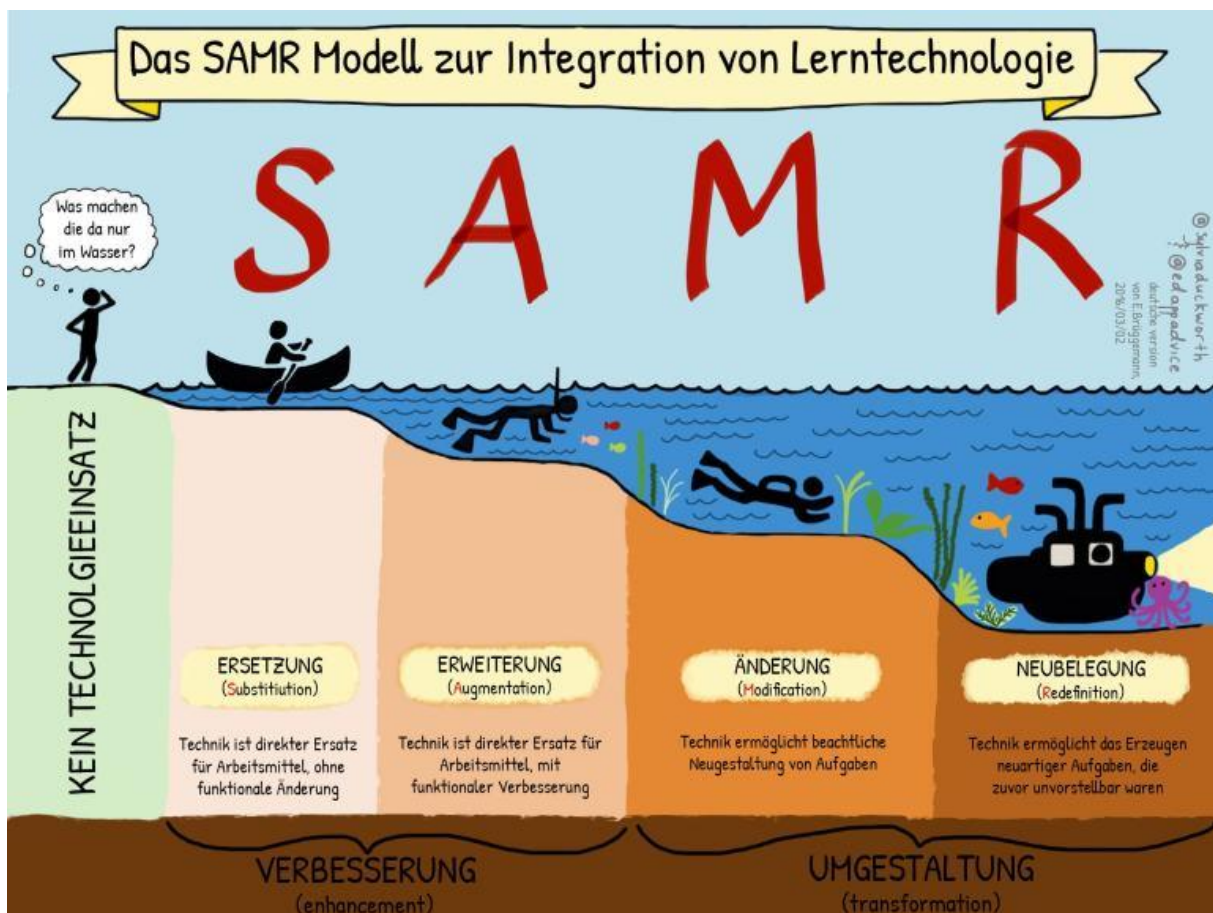 Das SAMR Modell zur Integration von Lerntechnologie
S A M R
Was machen
die da nur
im Wasser?
@sylviaduckworth
@edappadvice
deutsche version
von E.Brüggemann,
2016/03/02
KEIN TECHNOLGIEEINSATZ
ERSETZUNG
(Substitiution)
Technik ist direkter Ersatz
für Arbeitsmittel, ohne
funktionale Änderung
ERWEITERUNG
(Augmentation)
Technik ist direkter Ersatz für
Arbeitsmittel, mit
funktionaler Verbesserung
ÄNDERUNG
(Modification)
Technik ermöglicht beachtliche
Neugestaltung von Aufgaben
NEUBELEGUNG
(Redefinition)
Technik ermöglicht das Erzeugen
neuartiger Aufgaben, die
zuvor unvorstellbar waren
VERBESSERUNG
(enhancement)
UMGESTALTUNG
(transformation)